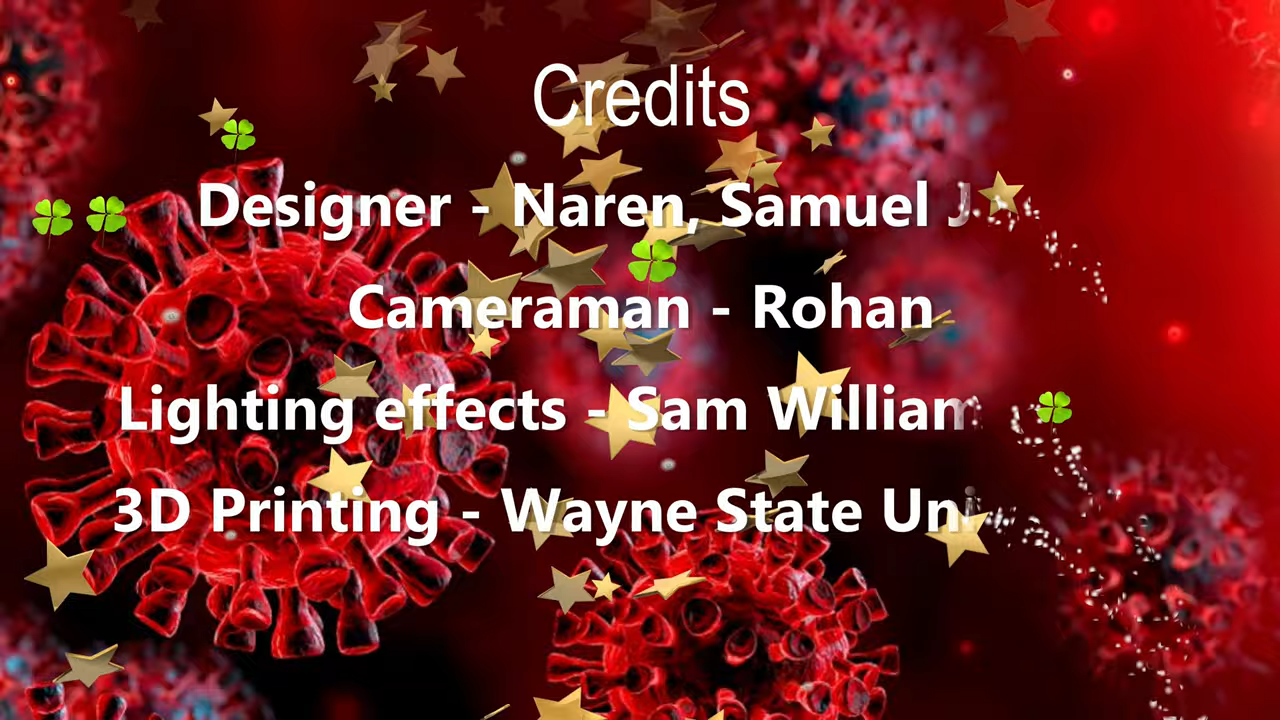 Credits
Designer - Naren, Samuel
Cameraman - Rohan
Lighting effects - Sam
3D Printing - Wayne State